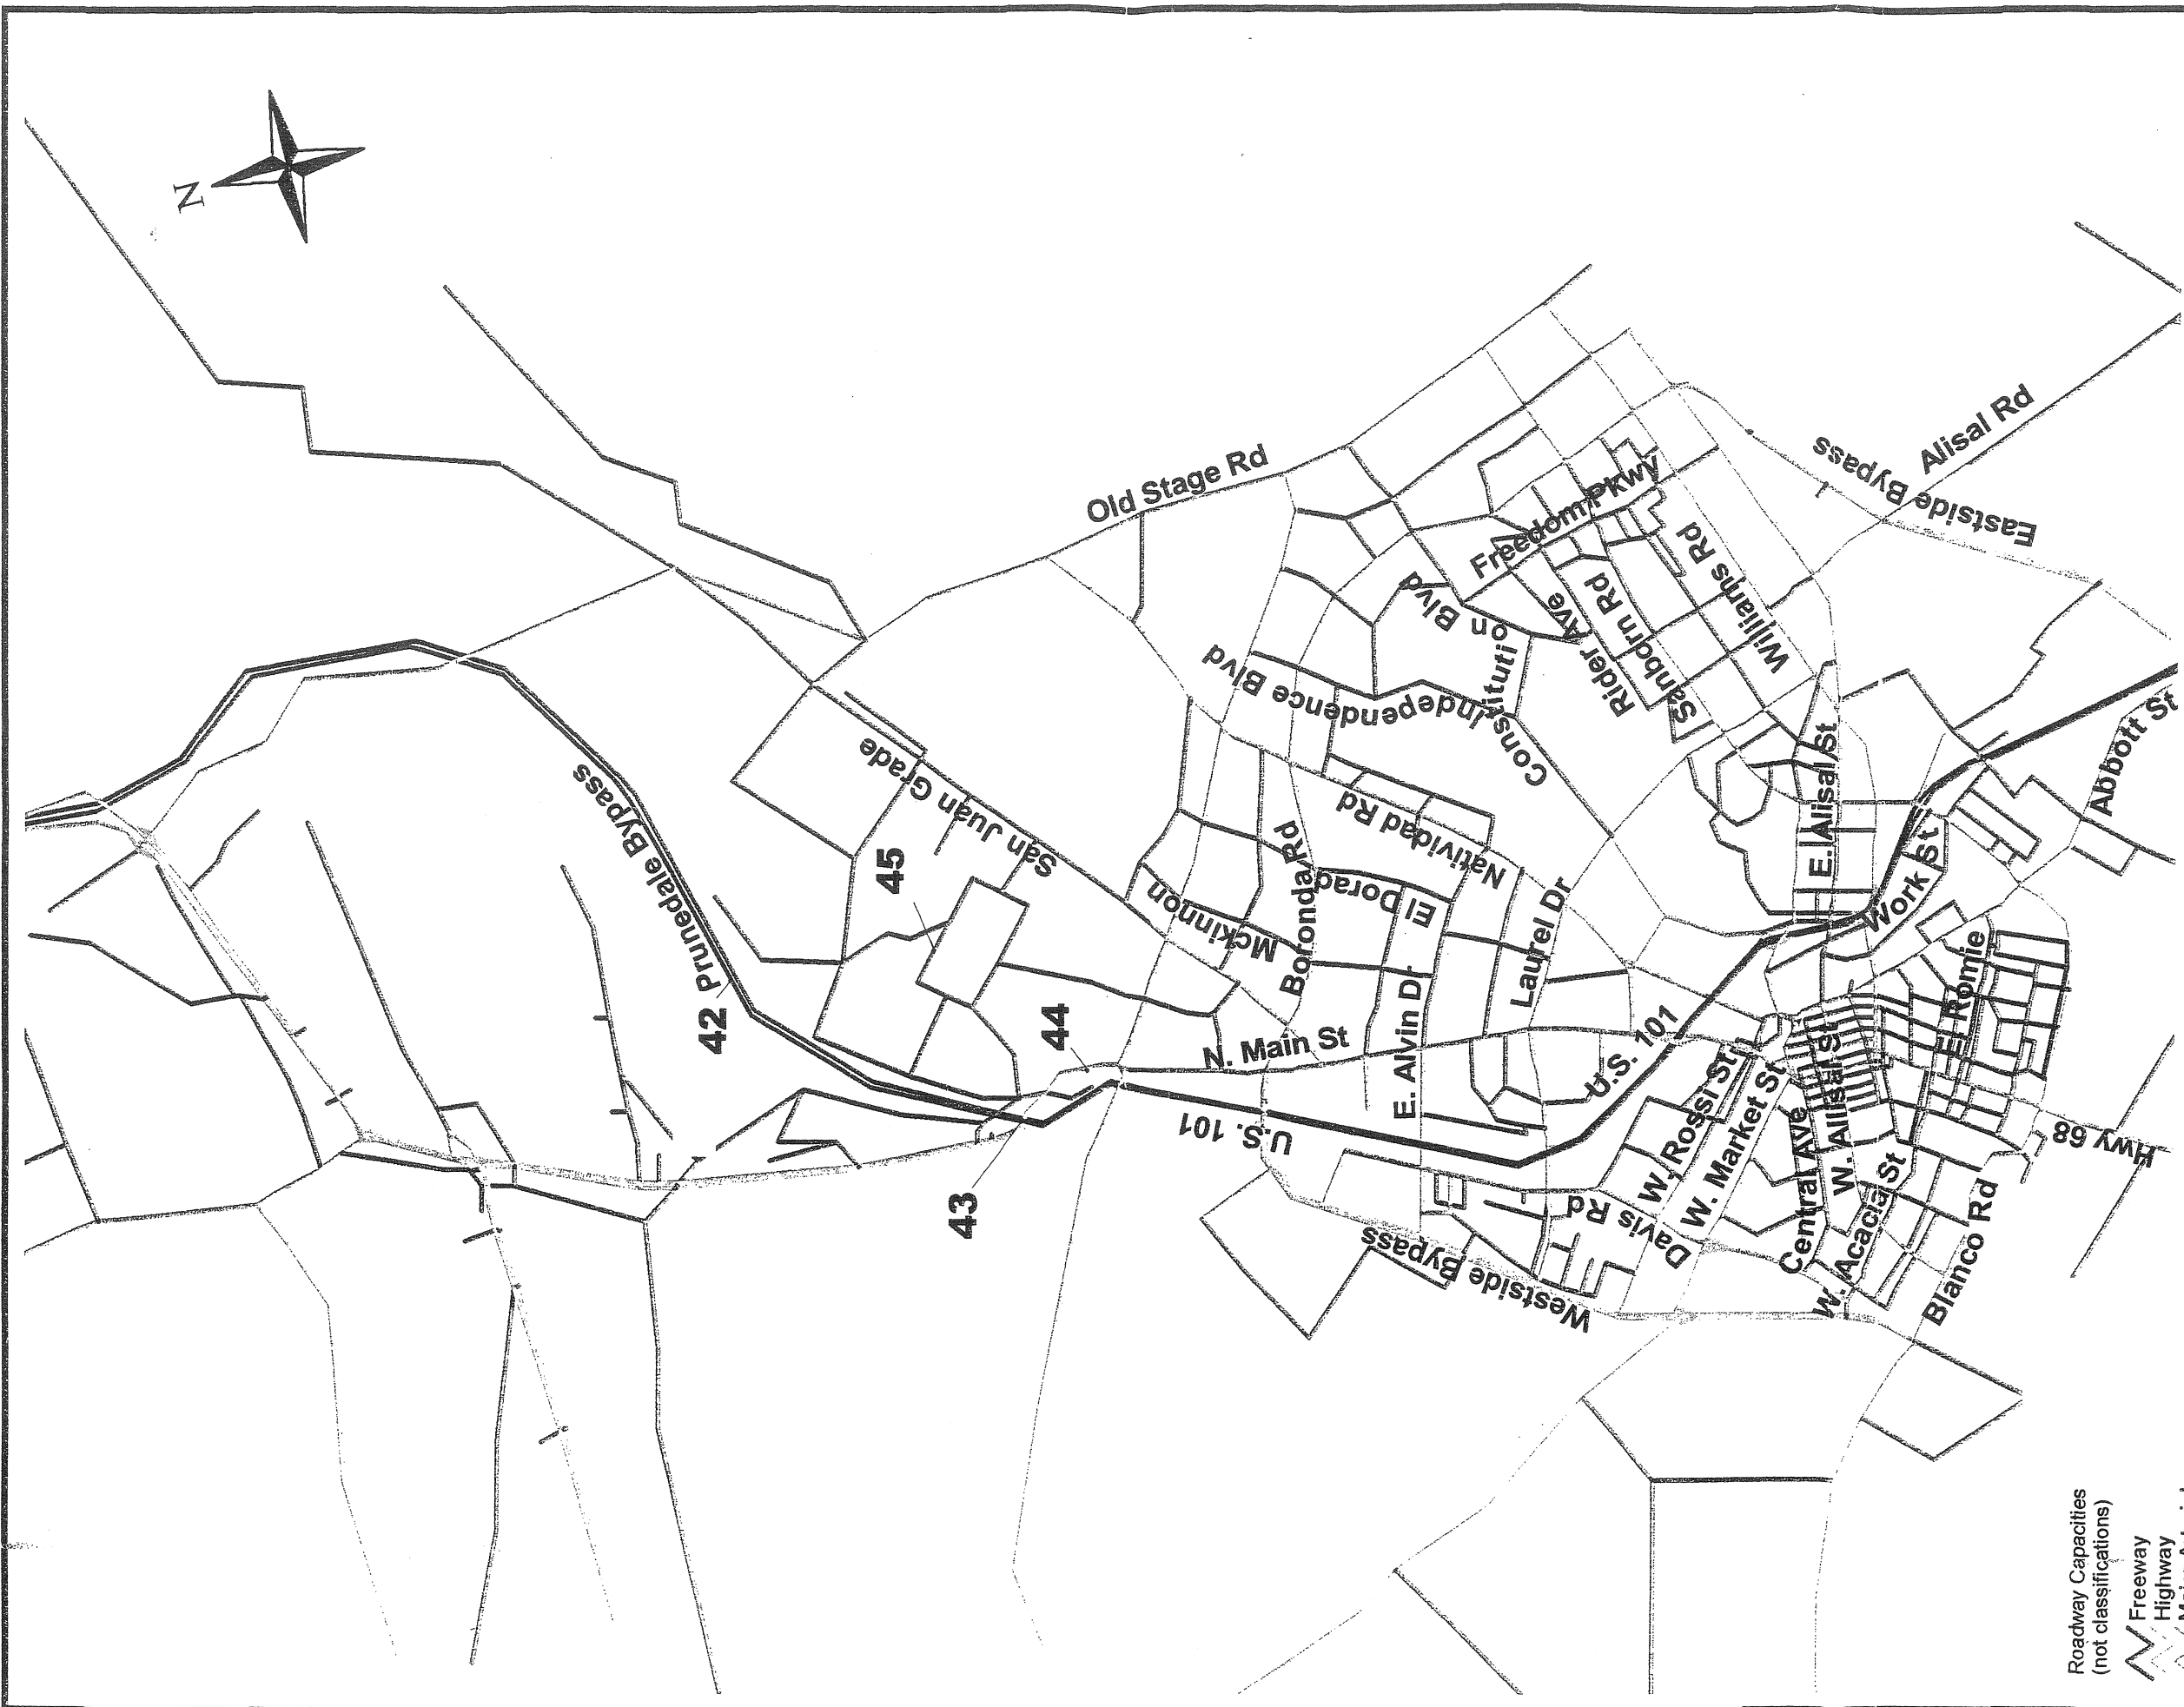 N
Old Stage Rd
Alisal Rd
Eastside Bypass
Freedom Pkwy
Williams Rd
Sanborn Rd
Rider Ave
Constitution Blvd
Independence Blvd
Prunedale Bypass
San Juan Grade
Natividad Rd
E. Alisal St
Abbott St
Work St
45
Mckinnon
Boronda Rd
El Dorado
Laurel Dr
42
44
N. Main St
E. Alvin Dr
U.S. 101
E. Romie
U.S. 101
43
W. Rossi St
W. Market St
Central Ave
W. Alisal St
W. Acacia St
Hwy 68
Davis Rd
Westside Bypass
Blanco Rd
Roadway Capacities
(not classifications)
Freeway
Highway